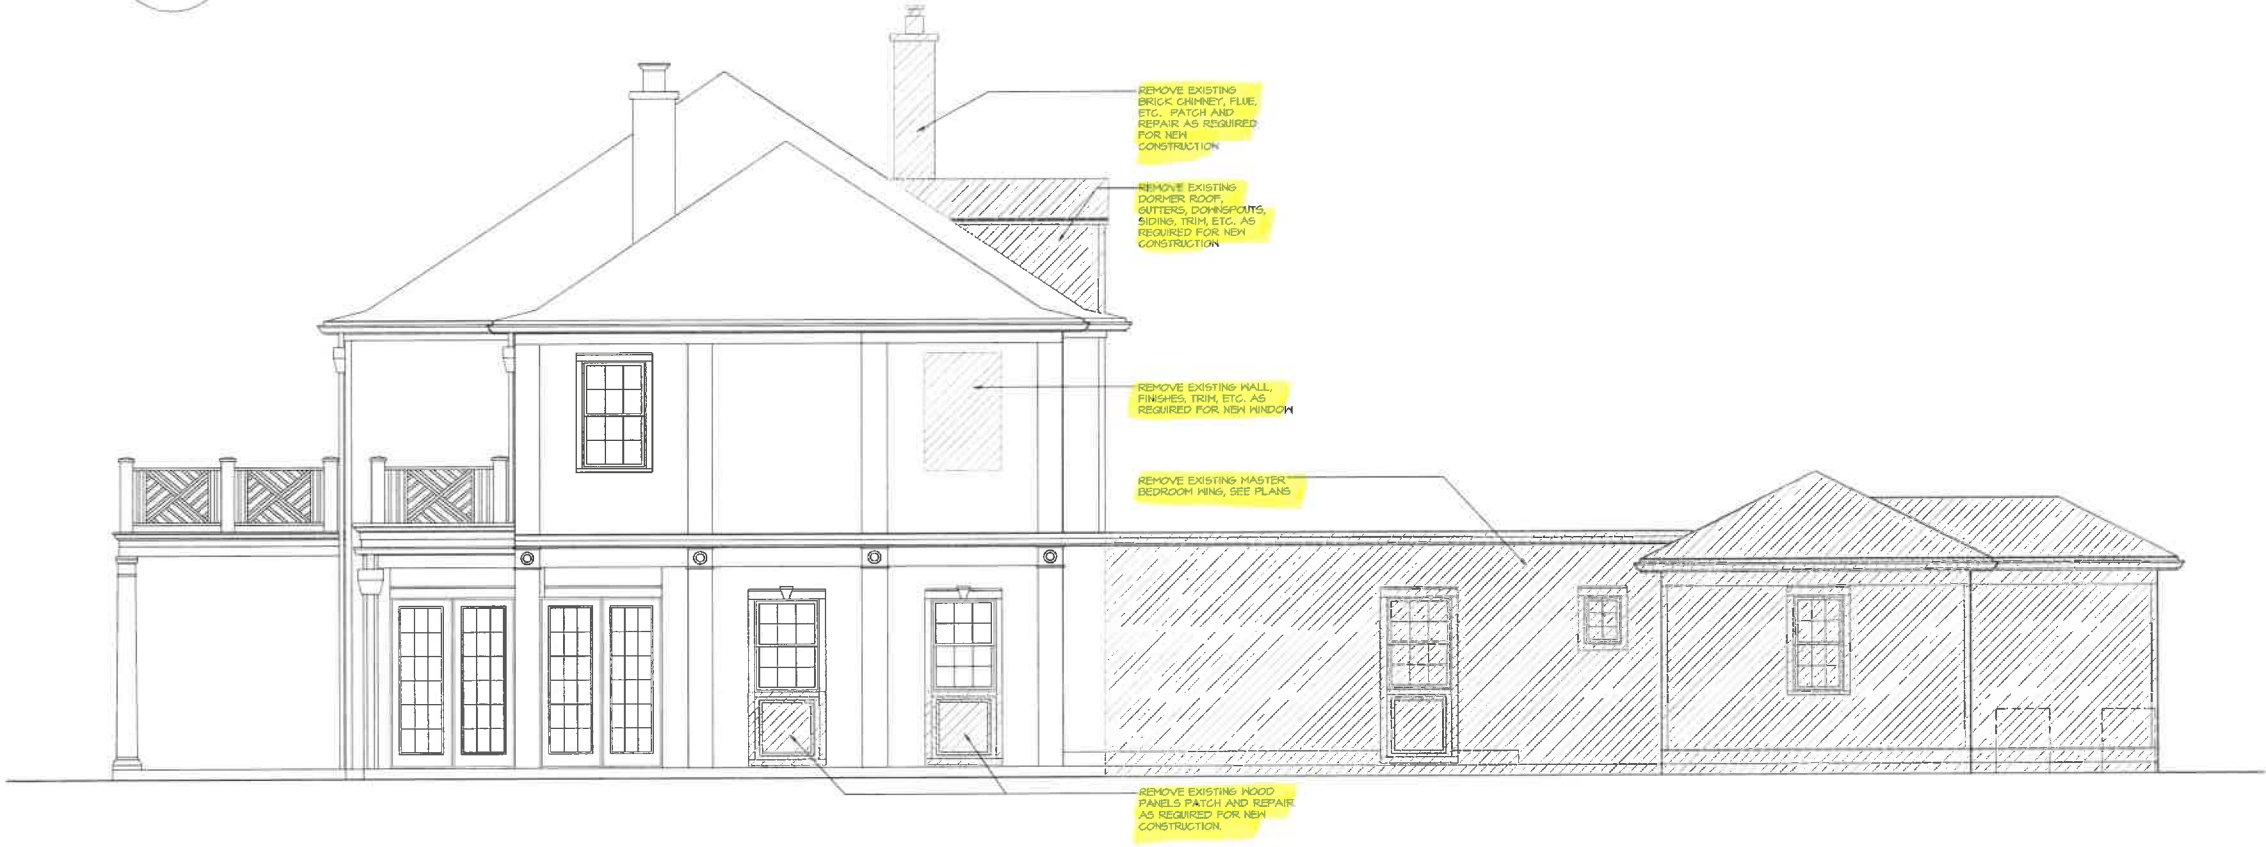 REMOVE EXISTING
BRICK CHIMNEY, FLUE,
ETC. PATCH AND
REPAIR AS REQUIRED
FOR NEW
CONSTRUCTION
REMOVE EXISTING
DORMER ROOF,
GUTTERS, DOWNSPOUTS,
SIDING, TRIM, ETC. AS
REQUIRED FOR NEW
CONSTRUCTION
REMOVE EXISTING WALL,
FINISHES, TRIM, ETC. AS
REQUIRED FOR NEW WINDOW
REMOVE EXISTING MASTER
BEDROOM WING, SEE PLANS
REMOVE EXISTING WOOD
PANELS PATCH AND REPAIR
AS REQUIRED FOR NEW
CONSTRUCTION.